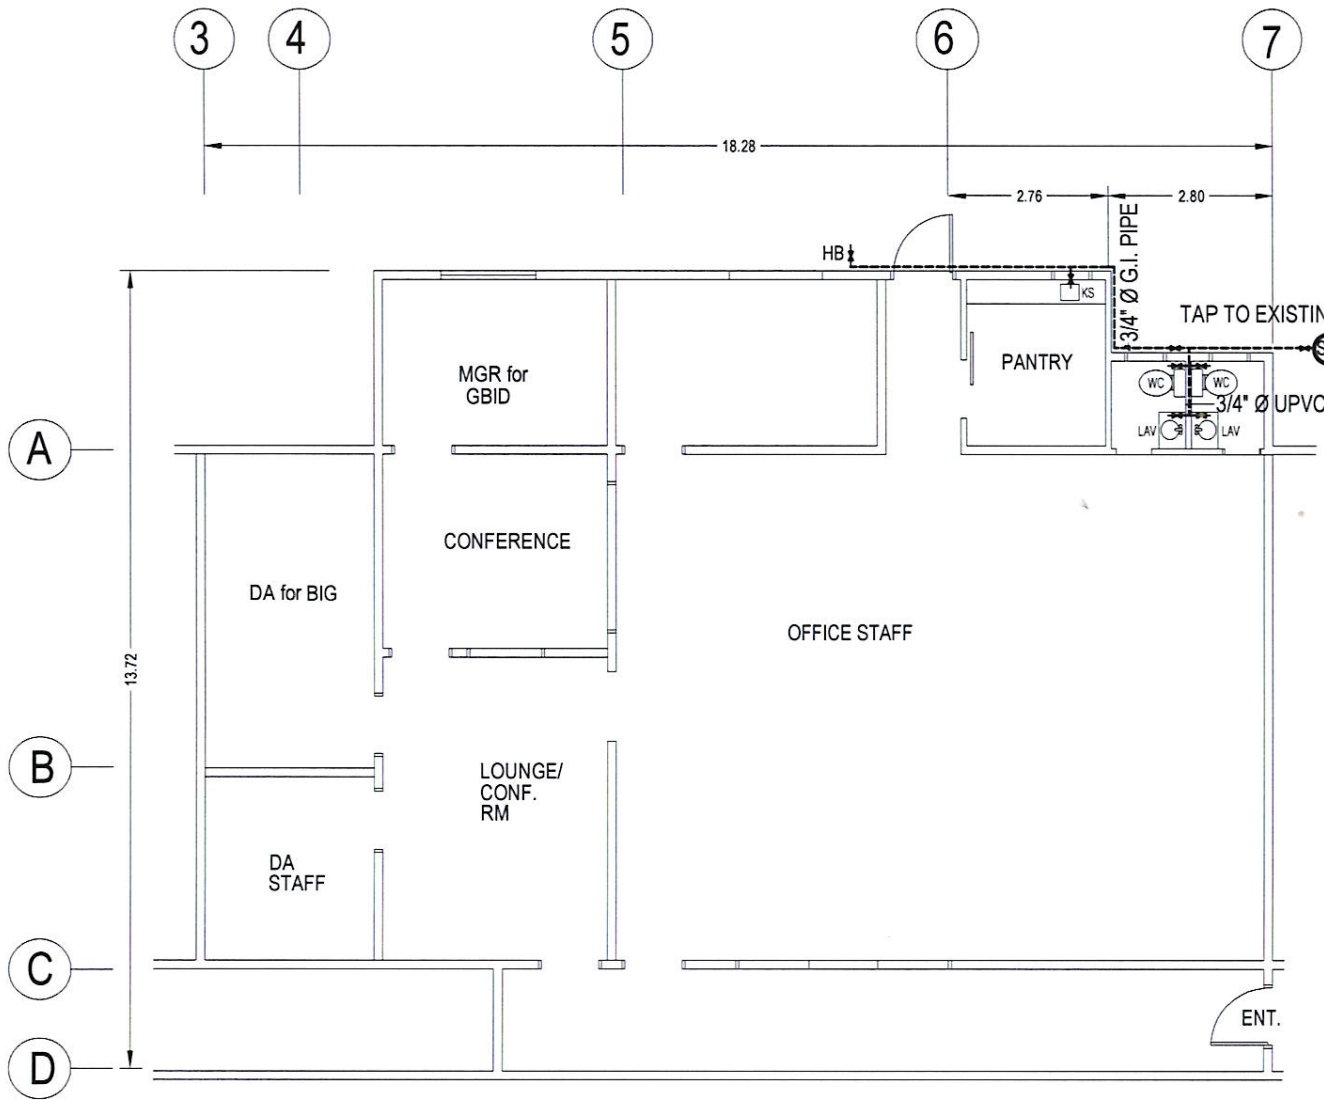 3
4
5
6
7
18.28
2.76
2.80
HB
3/4" Ø G.I. PIPE
KS
TAP TO EXISTIN
S
MGR for
GBID
PANTRY
WC
WC
3/4" Ø UPVC
LAV
LAV
A
CONFERENCE
DA for BIG
OFFICE STAFF
13.72
B
LOUNGE/
CONF.
RM
DA
STAFF
C
ENT.
D